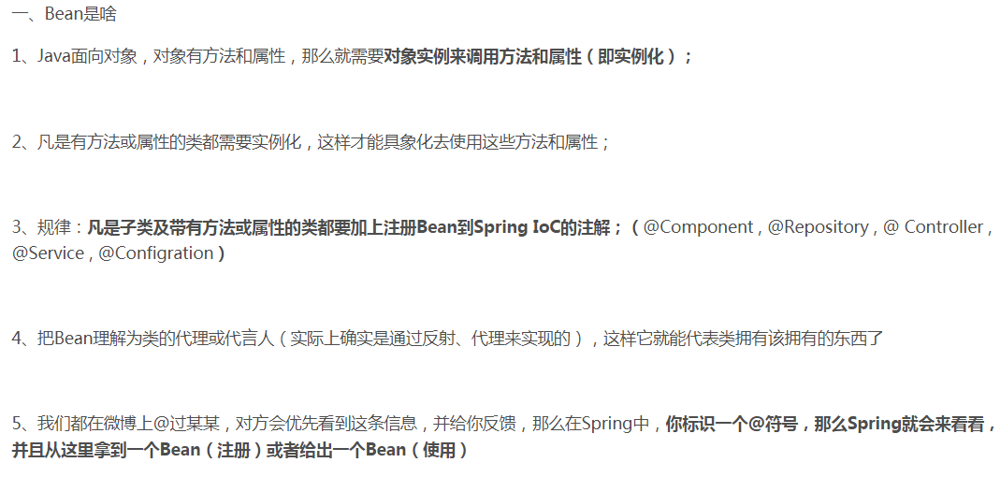 一、Bean是啥
1、Java面向对象，对象有方法和属性，那么就需要对象实例来调用方法和属性（即实例化）；
2、凡是有方法或属性的类都需要实例化，这样才能具象化去使用这些方法和属性；
3、规律：凡是子类及带有方法或属性的类都要加上注册Bean到Spring IoC的注解；（@Component , @Repository , @ Controller ,
@Service , @Configration）
4、把Bean理解为类的代理或代言人（实际上确实是通过反射、代理来实现的），这样它就能代表类拥有该拥有的东西了
5、我们都在微博上@过某某，对方会优先看到这条信息，并给你反馈，那么在Spring中，你标识一个@符号，那么Spring就会来看看，
并且从这里拿到一个Bean（注册）或者给出一个Bean（使用）